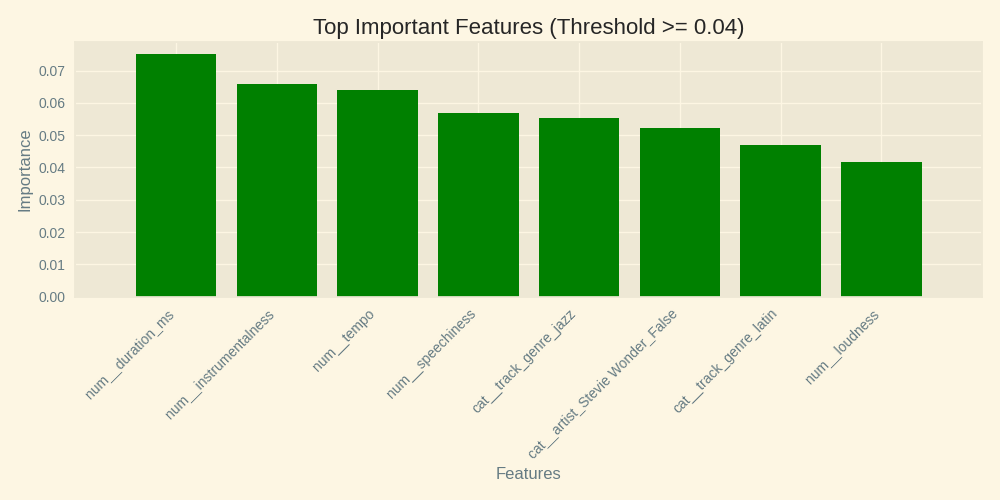 Top Important Features (Threshold >= 0.04)
Importance
0.07
0.06
0.05
0.04
0.03
0.02
0.01
0.00
num__duration_ms
num__instrumentalness
num__tempo
num__speechiness
cat__track_genre_jazz
cat__artist_Stevie Wonder_False
cat__track_genre_latin
num__loudness
Features